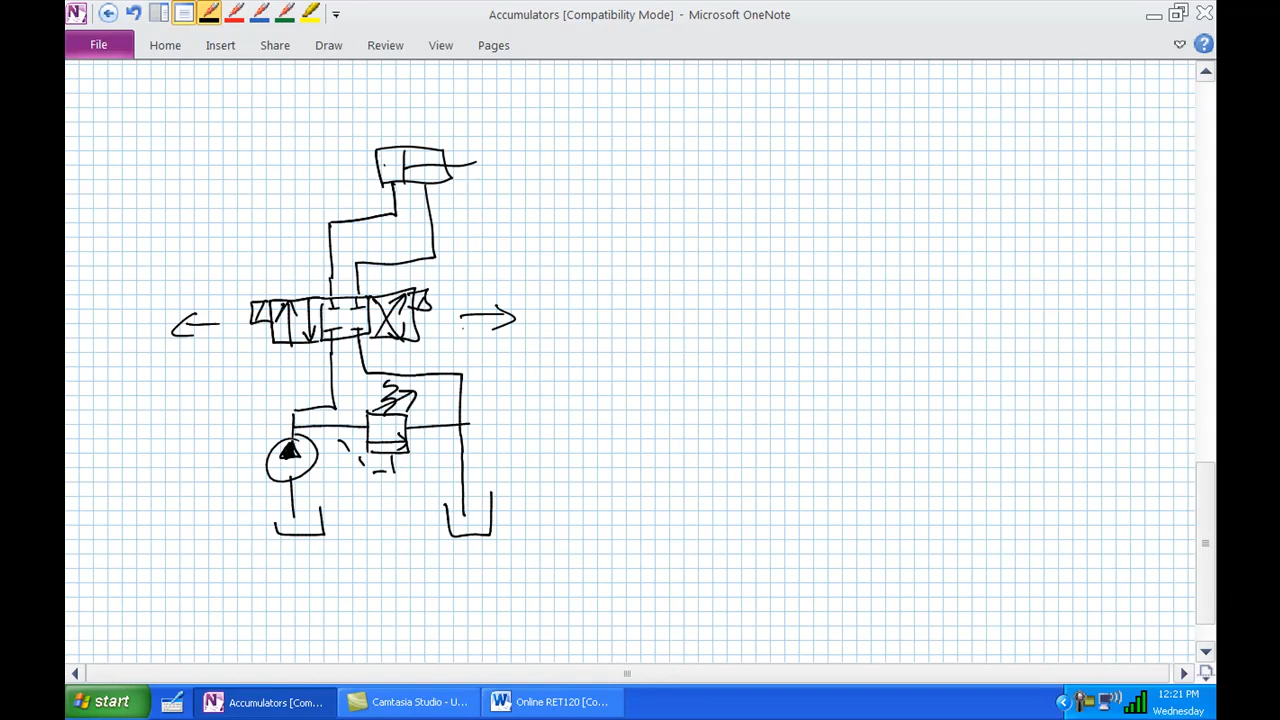 Accumulators [Compatibility Mode] - Microsoft OneNote
File Home Insert Share Draw Review View Pages
start Accumulators [Com... Camtasia Studio - U... Online RET120 [Co... 12:21 PM
Wednesday